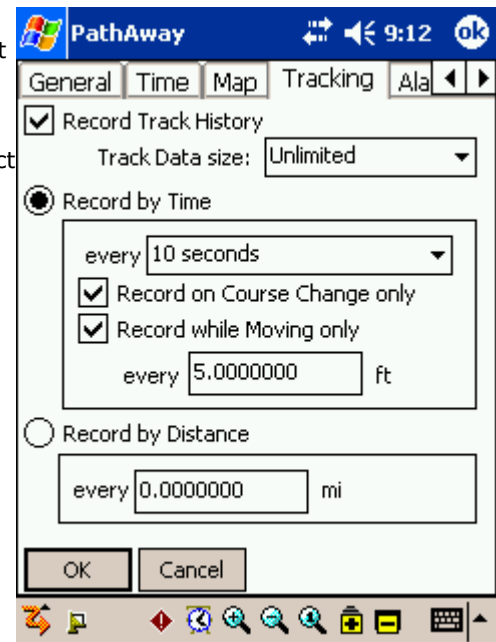 PathAway 9:12 ok
t
General Time Map Tracking Ala
Record Track History
ct
Track Data size: Unlimited
Record by Time
every 10 seconds
Record on Course Change only
Record while Moving only
every 5.0000000 ft
Record by Distance
every 0.0000000 mi
OK Cancel